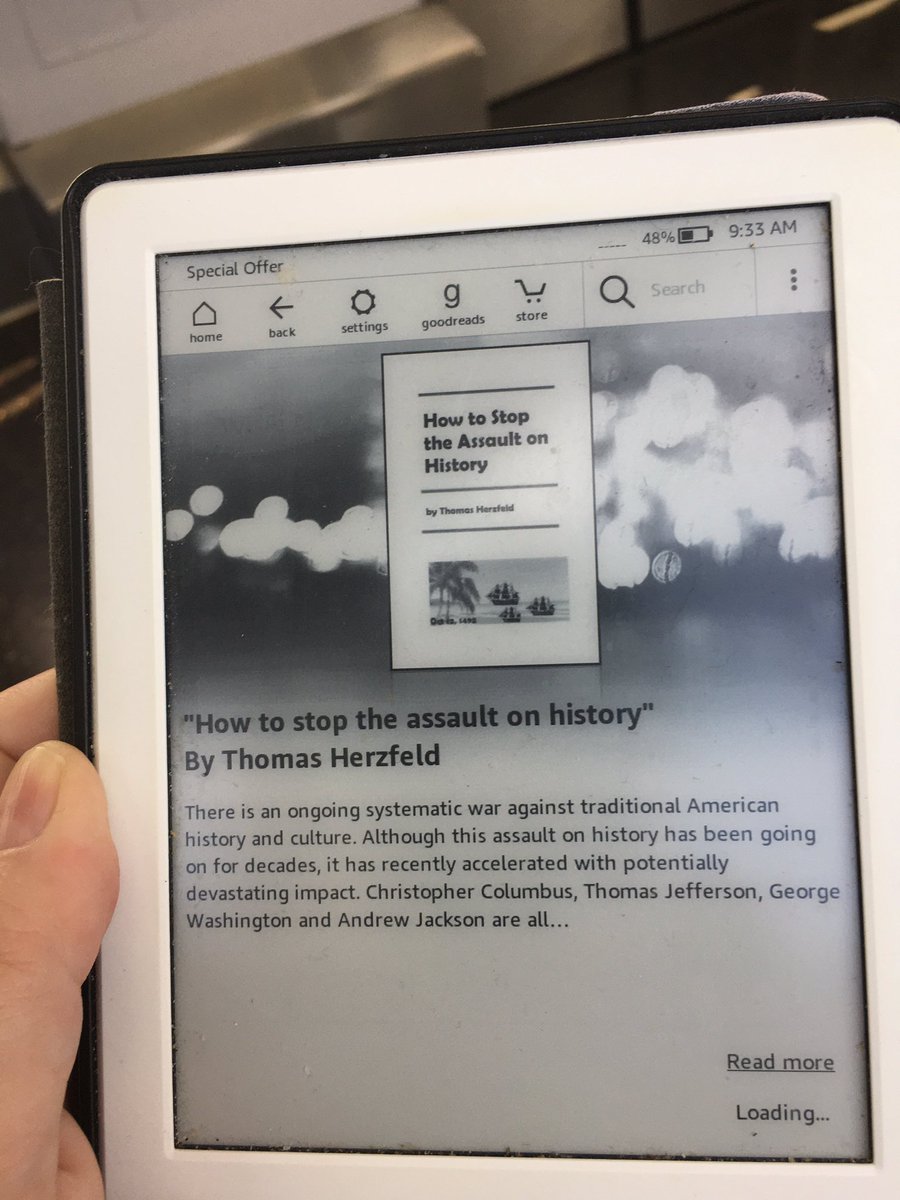 48% 9:33 AM
Special Offer
home
back
settings
g
goodreads
store
Search
How to Stop
the Assault on
History
by Thomas Herzfeld
Oct 12, 1492
"How to stop the assault on history"
By Thomas Herzfeld
There is an ongoing systematic war against traditional American
history and culture. Although this assault on history has been going
on for decades, it has recently accelerated with potentially
devastating impact. Christopher Columbus, Thomas Jefferson, George
Washington and Andrew Jackson are all...
Read more
Loading...